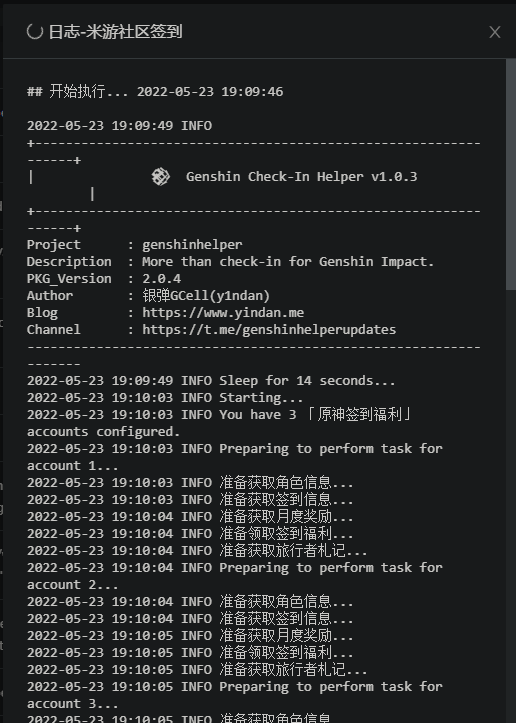 日志-米游社区签到
## 开始执行... 2022-05-23 19:09:46
2022-05-23 19:09:49 INFO
+-----------------------------------------------------------
------+
| Genshin Check-In Helper v1.0.3
|
+-----------------------------------------------------------
------+
Project : genshinhelper
Description : More than check-in for Genshin Impact.
PKG_Version : 2.0.4
Author : 银弹GCell(y1ndan)
Blog : https://www.yindan.me
Channel : https://t.me/genshinhelperupdates
------------------------------------------------------------
-------
2022-05-23 19:09:49 INFO Sleep for 14 seconds...
2022-05-23 19:10:03 INFO Starting...
2022-05-23 19:10:03 INFO You have 3 「原神签到福利」
accounts configured.
2022-05-23 19:10:03 INFO Preparing to perform task for
account 1...
2022-05-23 19:10:03 INFO 准备获取角色信息...
2022-05-23 19:10:03 INFO 准备获取签到信息...
2022-05-23 19:10:04 INFO 准备获取月度奖励...
2022-05-23 19:10:04 INFO 准备领取签到福利...
2022-05-23 19:10:04 INFO 准备获取旅行者札记...
2022-05-23 19:10:04 INFO Preparing to perform task for
account 2...
2022-05-23 19:10:04 INFO 准备获取角色信息...
2022-05-23 19:10:04 INFO 准备获取签到信息...
2022-05-23 19:10:05 INFO 准备获取月度奖励...
2022-05-23 19:10:05 INFO 准备领取签到福利...
2022-05-23 19:10:05 INFO 准备获取旅行者札记...
2022-05-23 19:10:05 INFO Preparing to perform task for
account 3...
2022-05-23 19:10:05 INFO 准备获取角色信息